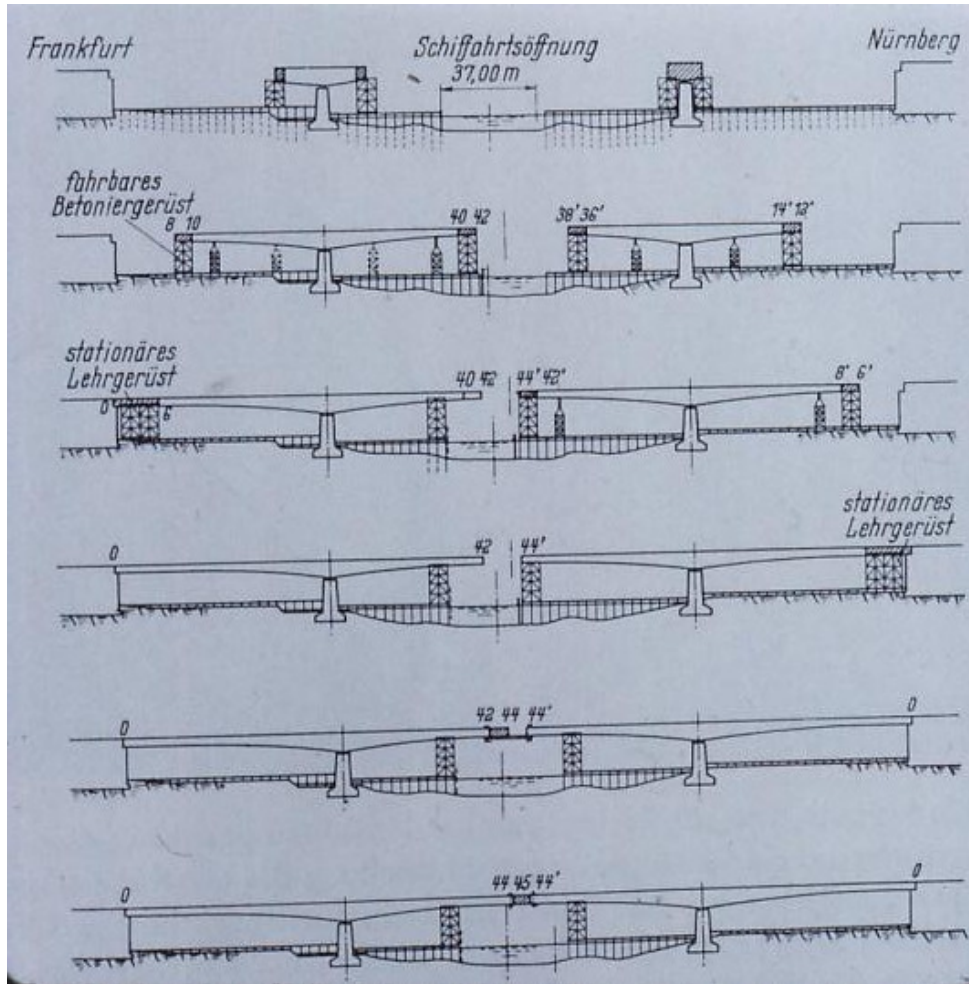 Frankfurt
Schiffahrtsöffnung
Nürnberg
37,00 m
fahrbares
Betoniergerüst
8 10
40 42
38' 36'
14' 12'
stationäres
Lehrgerüst
0
6
40 42
44' 42'
8' 6'
stationäres
Lehrgerüst
0
42
44'
0
42 44 44'
0
0
44 45 44'
0